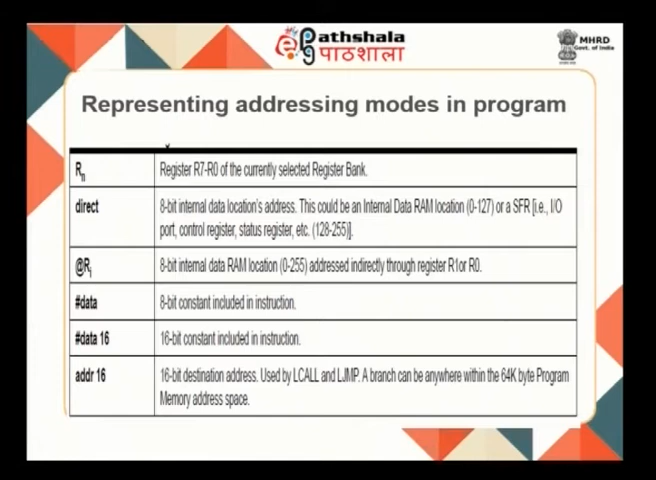 ePathshala
पाठशाला
MHRD
Govt. of India
Representing addressing modes in program
Rn Register R7-R0 of the currently selected Register Bank.
direct 8-bit internal data location's address. This could be an Internal Data RAM location (0-127) or a SFR [i.e., I/O
port, control register, status register, etc. (128-255)].
@Ri 8-bit internal data RAM location (0-255) addressed indirectly through register R1or R0.
#data 8-bit constant included in instruction.
#data 16 16-bit constant included in instruction.
addr 16 16-bit destination address. Used by LCALL and LJMP. A branch can be anywhere within the 64K byte Program
Memory address space.